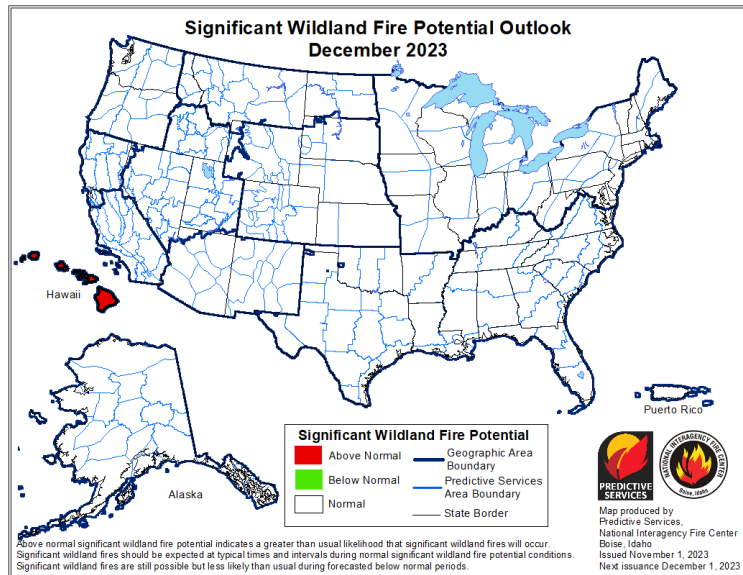 Significant Wildland Fire Potential Outlook
December 2023
Hawaii
Alaska
Puerto Rico
Significant Wildland Fire Potential
Above Normal
Below Normal
Normal
Geographic Area
Boundary
Predictive Services
Area Boundary
State Border
PREDICTIVE
SERVICES
NATIONAL INTERAGENCY FIRE CENTER
Boise, Idaho
Map produced by
Predictive Services,
National Interagency Fire Center
Boise, Idaho
Issued November 1, 2023
Next issuance December 1, 2023
Above normal significant wildland fire potential indicates a greater than usual likelihood that significant wildland fires will occur.
Significant wildland fires should be expected at typical times and intervals during normal significant wildland fire potential conditions.
Significant wildland fires are still possible but less likely than usual during forecasted below normal periods.